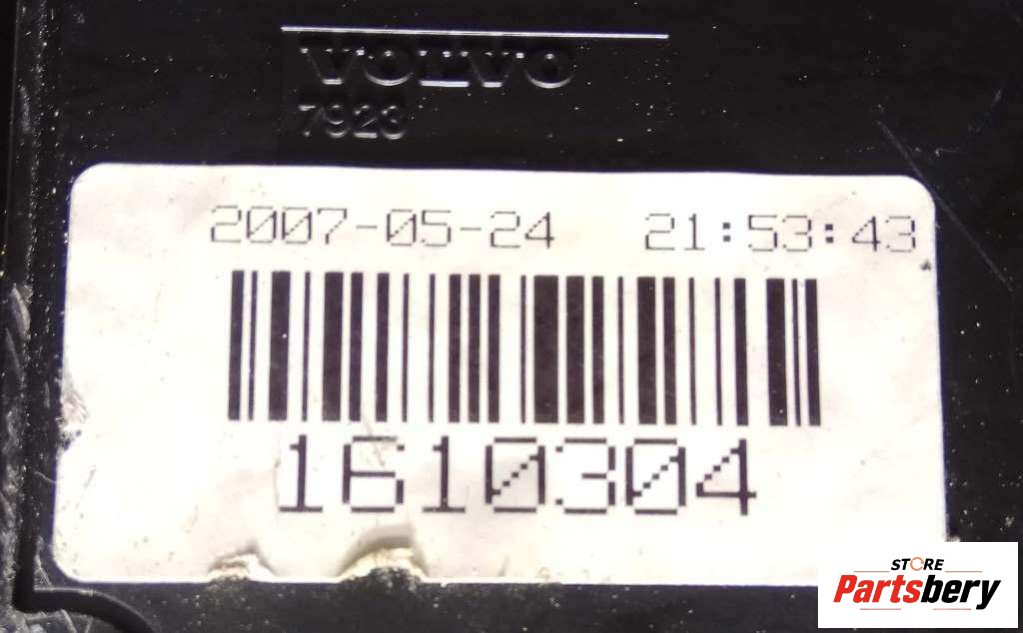 VOLVO
7923
2007-05-24 21:53:43
1610304
STORE
Partsbery